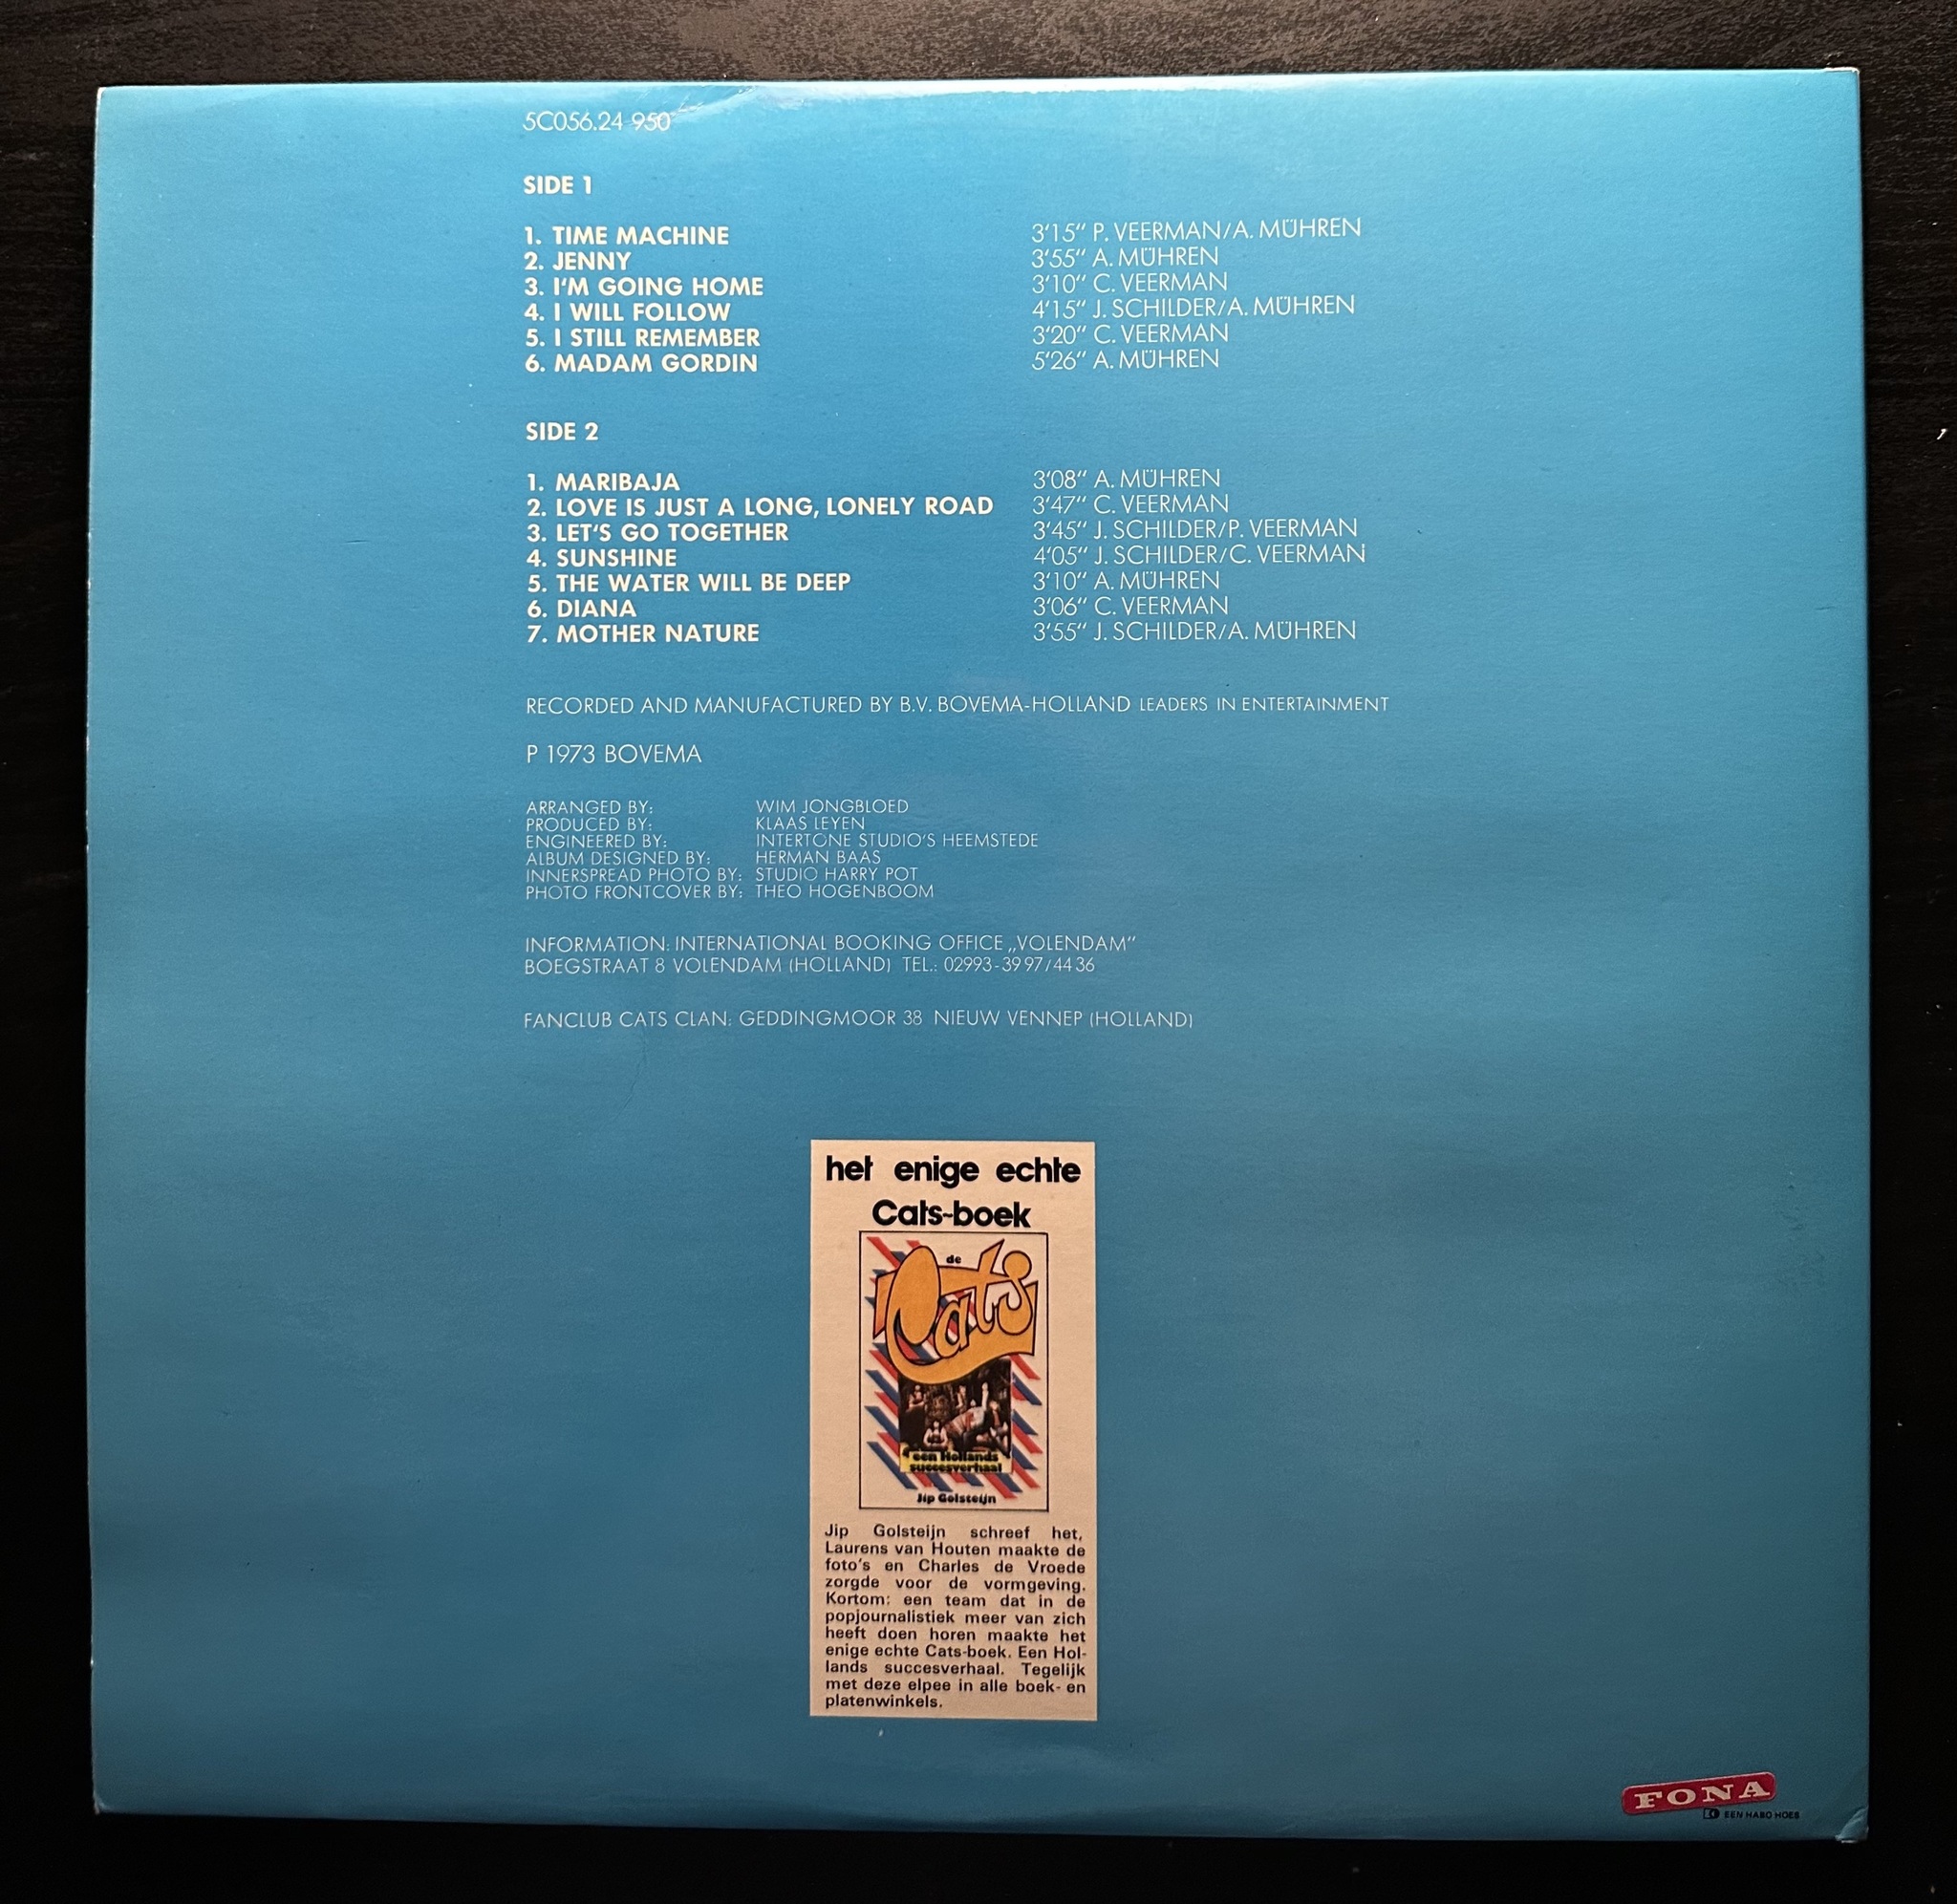 5C056.24 950
SIDE 1
1. TIME MACHINE 3'15" P. VEERMAN/A. MÜHREN
2. JENNY 3'55" A. MÜHREN
3. I'M GOING HOME 3'10" C. VEERMAN
4. I WILL FOLLOW 4'15" J. SCHILDER/A. MÜHREN
5. I STILL REMEMBER 3'20" C. VEERMAN
6. MADAM GORDIN 5'26" A. MÜHREN
SIDE 2
1. MARIBAJA 3'08" A. MÜHREN
2. LOVE IS JUST A LONG, LONELY ROAD 3'47" C. VEERMAN
3. LET'S GO TOGETHER 3'45" J. SCHILDER/P. VEERMAN
4. SUNSHINE 4'05" J. SCHILDER/C. VEERMAN
5. THE WATER WILL BE DEEP 3'10" A. MÜHREN
6. DIANA 3'06" C. VEERMAN
7. MOTHER NATURE 3'55" J. SCHILDER/A. MÜHREN
RECORDED AND MANUFACTURED BY B.V. BOVEMA-HOLLAND LEADERS IN ENTERTAINMENT
P 1973 BOVEMA
ARRANGED BY: WIM JONGBLOED
PRODUCED BY: KLAAS LEYEN
ENGINEERED BY: INTERTONE STUDIO'S HEEMSTEDE
ALBUM DESIGNED BY: HERMAN BAAS
INNERSPREAD PHOTO BY: STUDIO HARRY POT
PHOTO FRONTCOVER BY: THEO HOGENBOOM
INFORMATION: INTERNATIONAL BOOKING OFFICE „VOLENDAM"
BOEGSTRAAT 8 VOLENDAM (HOLLAND) TEL.: 02993-3997/4436
FANCLUB CATS CLAN: GEDDINGMOOR 38 NIEUW VENNEP (HOLLAND)
het enige echte
Cats-boek
de
Cats
een Hollands
succesverhaal
Jip Golsteijn
Jip Golsteijn schreef het,
Laurens van Houten maakte de
foto's en Charles de Vroede
zorgde voor de vormgeving.
Kortom: een team dat in de
popjournalistiek meer van zich
heeft doen horen maakte het
enige echte Cats-boek. Een Hol-
lands succesverhaal. Tegelijk
met deze elpee in alle boek- en
platenwinkels.
FONA
EEN HABO HOES